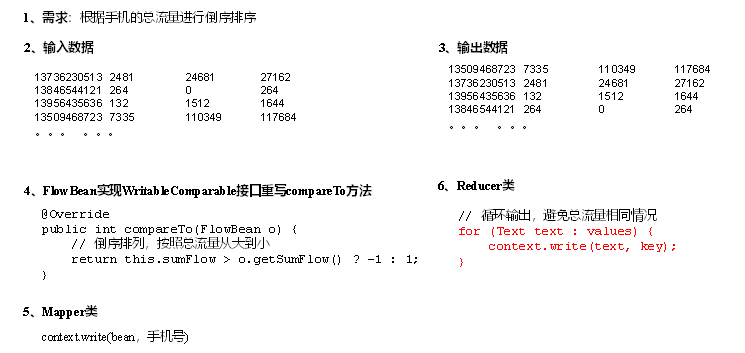 1、需求：根据手机的总流量进行倒序排序
2、输入数据
13736230513 2481 24681 27162
13846544121 264 0 264
13956435636 132 1512 1644
13509468723 7335 110349 117684
。。。 。。。
3、输出数据
13509468723 7335 110349 117684
13736230513 2481 24681 27162
13956435636 132 1512 1644
13846544121 264 0 264
。。。 。。。
4、FlowBean实现WritableComparable接口重写compareTo方法
@Override
public int compareTo(FlowBean o) {
// 倒序排列，按照总流量从大到小
return this.sumFlow > o.getSumFlow() ? -1 : 1;
}
5、Mapper类
context.write(bean，手机号)
6、Reducer类
// 循环输出，避免总流量相同情况
for (Text text : values) {
context.write(text, key);
}